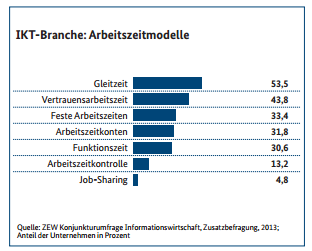 IKT-Branche: Arbeitszeitmodelle
Gleitzeit 53,5
Vertrauensarbeitszeit 43,8
Feste Arbeitszeiten 33,4
Arbeitszeitkonten 31,8
Funktionszeit 30,6
Arbeitszeitkontrolle 13,2
Job-Sharing 4,8
Quelle: ZEW Konjunkturumfrage Informationswirtschaft, Zusatzbefragung, 2013;
Anteil der Unternehmen in Prozent